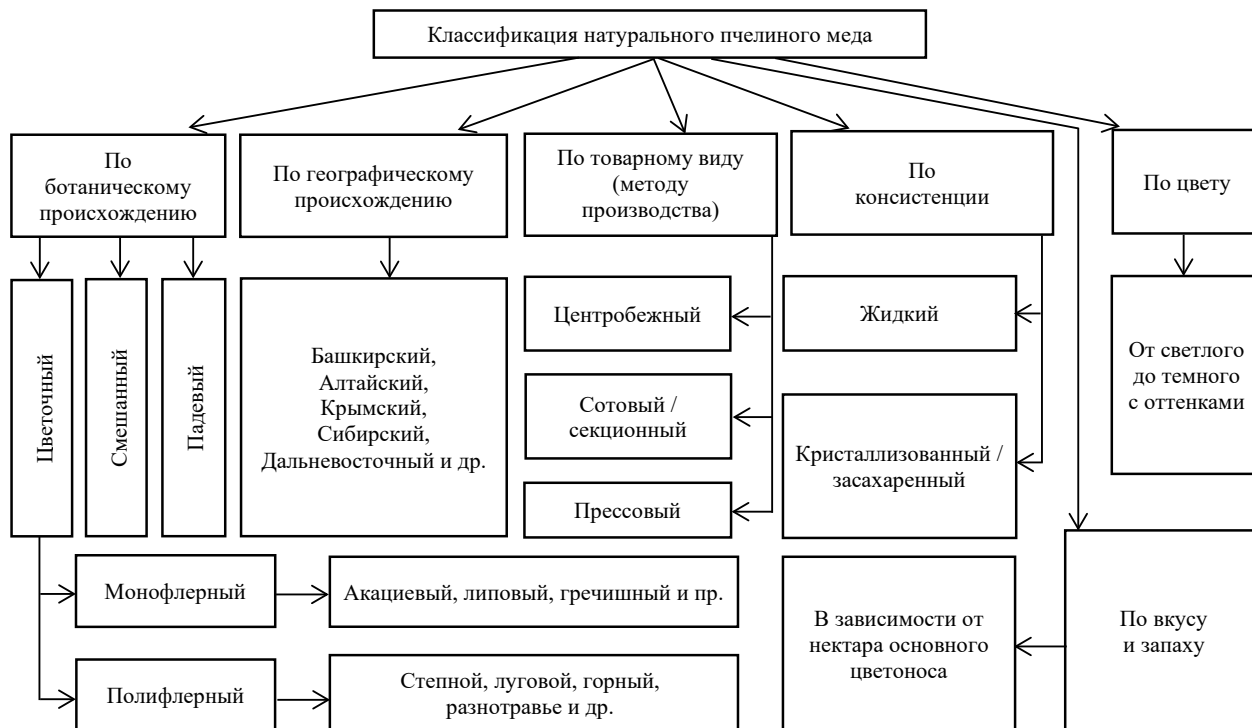 Классификация натурального пчелиного меда
По
ботаническому
происхождению
По географическому
происхождению
По товарному виду
(методу
производства)
По
консистенции
По цвету
Цветочный
Смешанный
Падевый
Башкирский,
Алтайский,
Крымский,
Сибирский,
Дальневосточный и др.
Центробежный
Сотовый /
секционный
Прессовый
Жидкий
Кристаллизованный /
засахаренный
От светлого
до темного
с оттенками
Монофлерный
Акациевый, липовый, гречишный и пр.
Полифлерный
Степной, луговой, горный,
разнотравье и др.
В зависимости от
нектара основного
цветоноса
По вкусу
и запаху